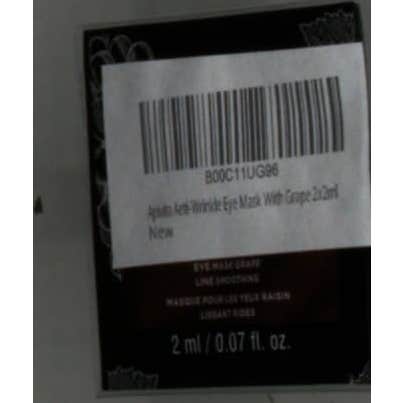 B00C11UG96
Apivita Anti-Wrinkle Eye Mask With Grape 2x2ml
New
EYE MASK GRAPE
LINE SMOOTHING
MASQUE POUR LES YEUX RAISIN
LISSANT RIDES
2 ml / 0.07 fl. oz.